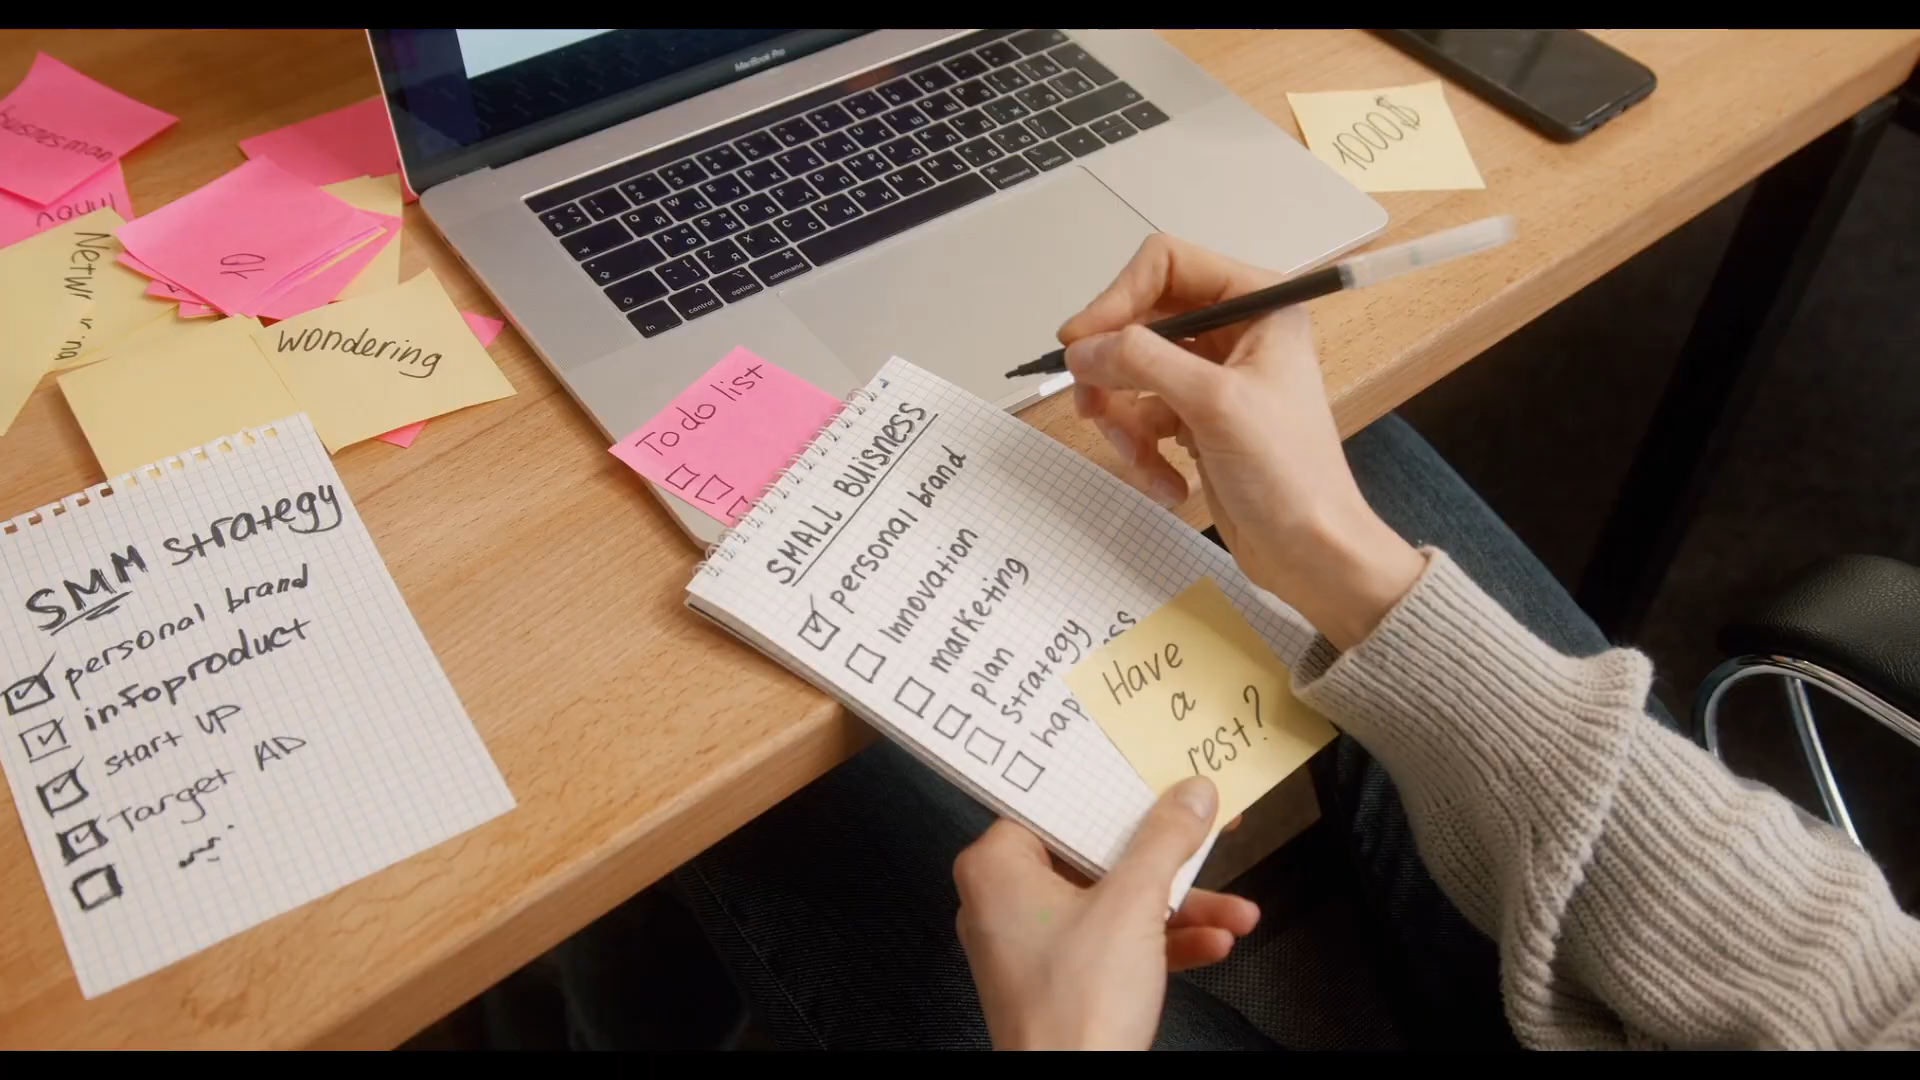 MacBook Pro
businesman
wondering
1000$
To do list
SMM strategy
personal brand
infoproduct
start UP
Target AD
SMALL BUISNESS
personal brand
Innovation
marketing
plan
strategy
Have
a
rest?